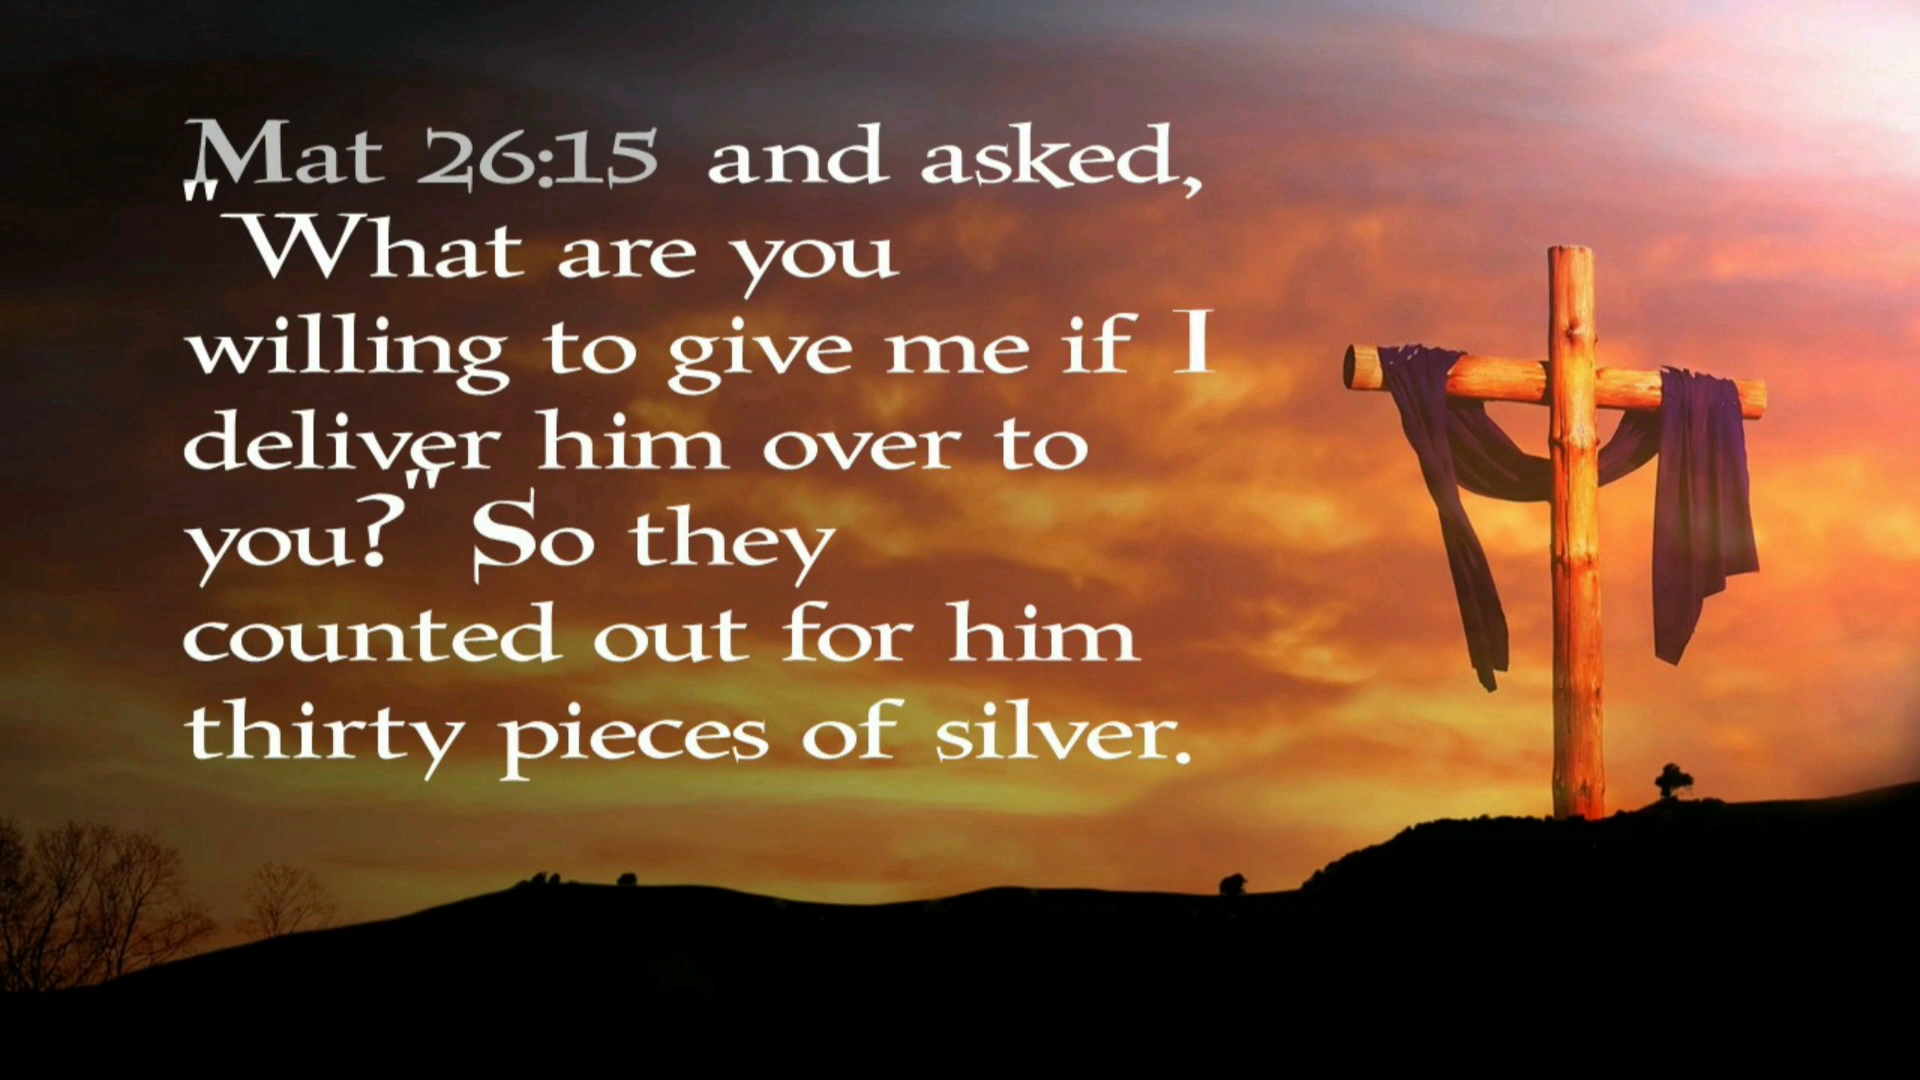 Mat 26:15 and asked,
"What are you
willing to give me if I
deliver him over to
you?" So they
counted out for him
thirty pieces of silver.